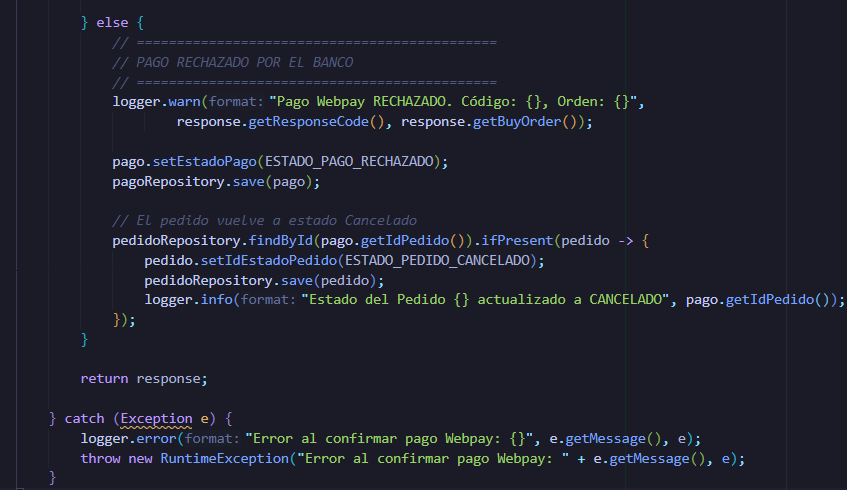 } else {
// =============================================
// PAGO RECHAZADO POR EL BANCO
// =============================================
logger.warn(format: "Pago Webpay RECHAZADO. Código: {}, Orden: {}",
response.getResponseCode(), response.getBuyOrder());
pago.setEstadoPago(ESTADO_PAGO_RECHAZADO);
pagoRepository.save(pago);
// El pedido vuelve a estado Cancelado
pedidoRepository.findById(pago.getIdPedido()).ifPresent(pedido -> {
pedido.setIdEstadoPedido(ESTADO_PEDIDO_CANCELADO);
pedidoRepository.save(pedido);
logger.info(format: "Estado del Pedido {} actualizado a CANCELADO", pago.getIdPedido());
});
}
return response;
} catch (Exception e) {
logger.error(format: "Error al confirmar pago Webpay: {}", e.getMessage(), e);
throw new RuntimeException("Error al confirmar pago Webpay: " + e.getMessage(), e);
}